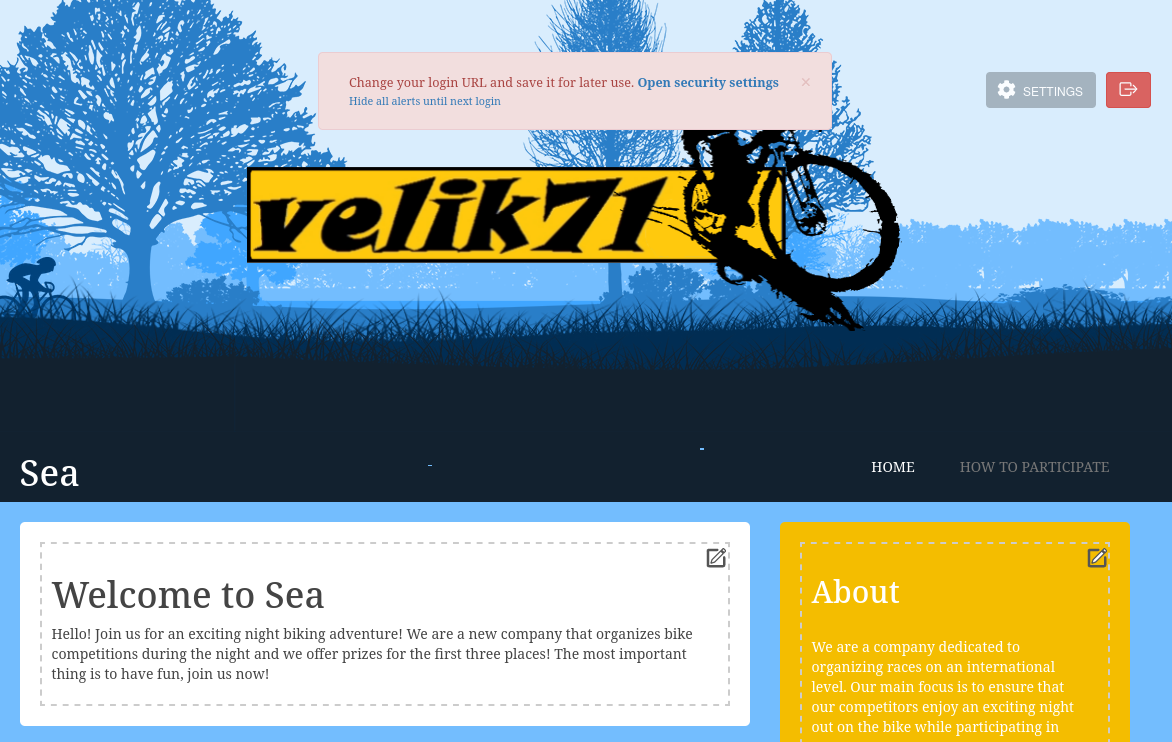 Change your login URL and save it for later use. Open security settings
×
Hide all alerts until next login
SETTINGS
velik71
Sea
HOME
HOW TO PARTICIPATE
Welcome to Sea
Hello! Join us for an exciting night biking adventure! We are a new company that organizes bike
competitions during the night and we offer prizes for the first three places! The most important
thing is to have fun, join us now!
About
We are a company dedicated to
organizing races on an international
level. Our main focus is to ensure that
our competitors enjoy an exciting night
out on the bike while participating in